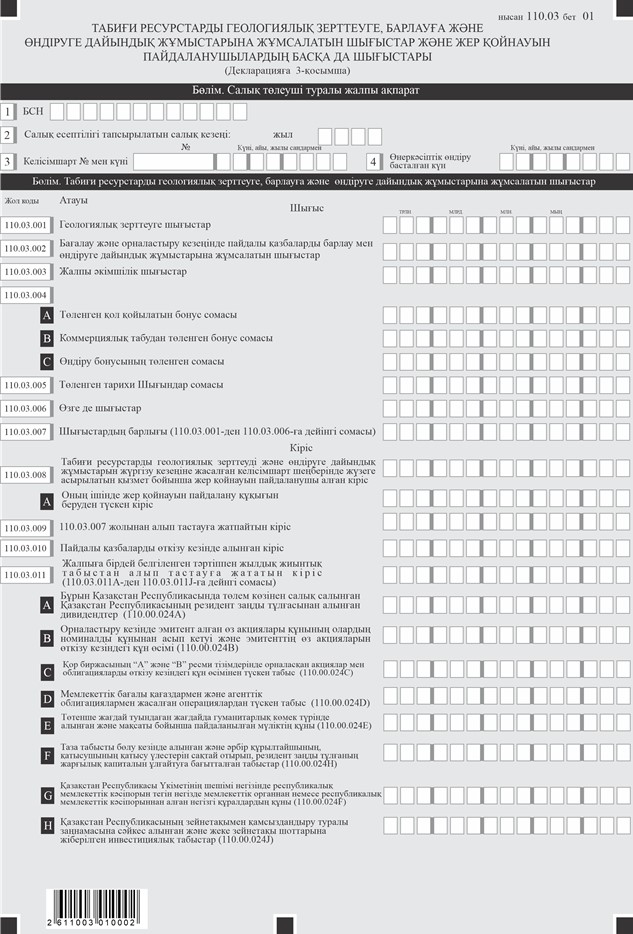 нысан 110.03 бет 01
ТАБИҒИ РЕСУРСТАРДЫ ГЕОЛОГИЯЛЫҚ ЗЕРТТЕУГЕ, БАРЛАУҒА ЖӘНЕ
ӨНДІРУГЕ ДАЙЫНДЫҚ ЖҰМЫСТАРЫНА ЖҰМСАЛАТЫН ШЫҒЫСТАР ЖӘНЕ ЖЕР ҚОЙНАУЫН
ПАЙДАЛАНУШЫЛАРДЫҢ БАСҚА ДА ШЫҒЫСТАРЫ
(Декларацияға 3-қосымша)
Бөлім. Салық төлеуші туралы жалпы ақпарат
1 БСН
2 Салық есептілігі тапсырылатын салық кезеңі: жыл
№ Күні, айы, жылы сандармен Күні, айы, жылы сандармен
3 Келісімшарт № мен күні 4 Өнеркәсіптік өндіру
басталған күн
Бөлім. Табиғи ресурстарды геологиялық зерттеуге, барлауға және өндіруге дайындық жұмыстарына жұмсалатын шығыстар
Жол коды Атауы
Шығыс
трлн млрд млн мың
110.03.001 Геологиялық зерттеуге шығыстар
110.03.002 Бағалау және орналастыру кезеңінде пайдалы қазбаларды барлау мен
өндіруге дайындық жұмыстарына жұмсалатын шығыстар
110.03.003 Жалпы әкімшілік шығыстар
110.03.004
A Төленген қол қойылатын бонус сомасы
B Коммерциялық табудан төленген бонус сомасы
C Өндіру бонусының төленген сомасы
110.03.005 Төленген тарихи Шығындар сомасы
110.03.006 Өзге де шығыстар
110.03.007 Шығыстардың барлығы (110.03.001-ден 110.03.006-ға дейінгі сомасы)
Кіріс
110.03.008 Табиғи ресурстарды геологиялық зерттеуді және өндіруге дайындық
жұмыстарын жүргізу кезеңіне жасалған келісімшарт шеңберінде жүзеге
асырылатын қызмет бойынша жер қойнауын пайдаланушы алған кіріс
A Оның ішінде жер қойнауын пайдалану құқығын
беруден түскен кіріс
110.03.009 110.03.007 жолынан алып тастауға жатпайтын кіріс
110.03.010 Пайдалы қазбаларды өткізу кезінде алынған кіріс
110.03.011 Жалпыға бірдей белгіленген тәртіппен жылдық жиынтық
табыстан алып тастауға жататын кіріс
(110.03.011A-ден 110.03.011J-ға дейінгі сомасы)
A Бұрын Қазақстан Республикасында төлем көзінен салық салынған
Қазақстан Республикасының резидент заңды тұлғасынан алынған
дивидендтер (110.00.024A)
B Орналастыру кезінде эмитент алған өз акциялары құнының олардың
номиналды құнынан асып кетуі және эмитенттің өз акцияларын
өткізу кезіндегі құн өсімі (110.00.024B)
C Қор биржасының “А” және “В” ресми тізімдерінде орналасқан акциялар мен
облигацияларды өткізу кезіндегі құн өсімінен түскен табыс (110.00.024C)
D Мемлекеттік бағалы қағаздармен және агенттік
облигациялармен жасалған операциялардан түскен табыс (110.00.024D)
E Төтенше жағдай туындаған жағдайда гуманитарлық көмек түрінде
алынған және мақсаты бойынша пайдаланылған мүліктің құны (110.00.024E)
F Таза табысты бөлу кезінде алынған және әрбір құрылтайшының,
қатысушының қатысу үлестерін сақтай отырып, резидент заңды тұлғаның
жарғылық капиталын ұлғайтуға бағытталған табыстар (110.00.024H)
G Қазақстан Республикасы Үкіметінің шешімі негізінде республикалық
мемлекеттік кәсіпорын тегін негізде мемлекеттік органнан немесе республикалық
мемлекеттік кәсіпорыннан алған негізгі құралдардың құны (110.00.024F)
H Қазақстан Республикасының зейнетақымен қамсыздандыру туралы
заңнамасына сәйкес алынған және жеке зейнетақы шоттарына
жіберілген инвестициялық табыстар (110.00.024J)
2 611003 010002